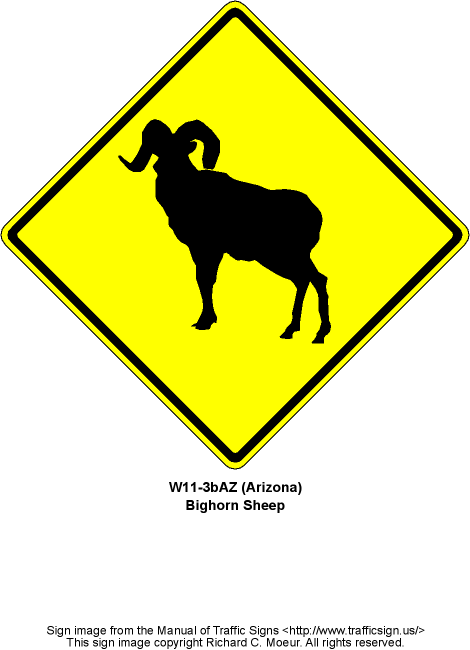 W11-3bAZ (Arizona)
Bighorn Sheep
Sign image from the Manual of Traffic Signs <http://www.trafficsign.us/>
This sign image copyright Richard C. Moeur. All rights reserved.